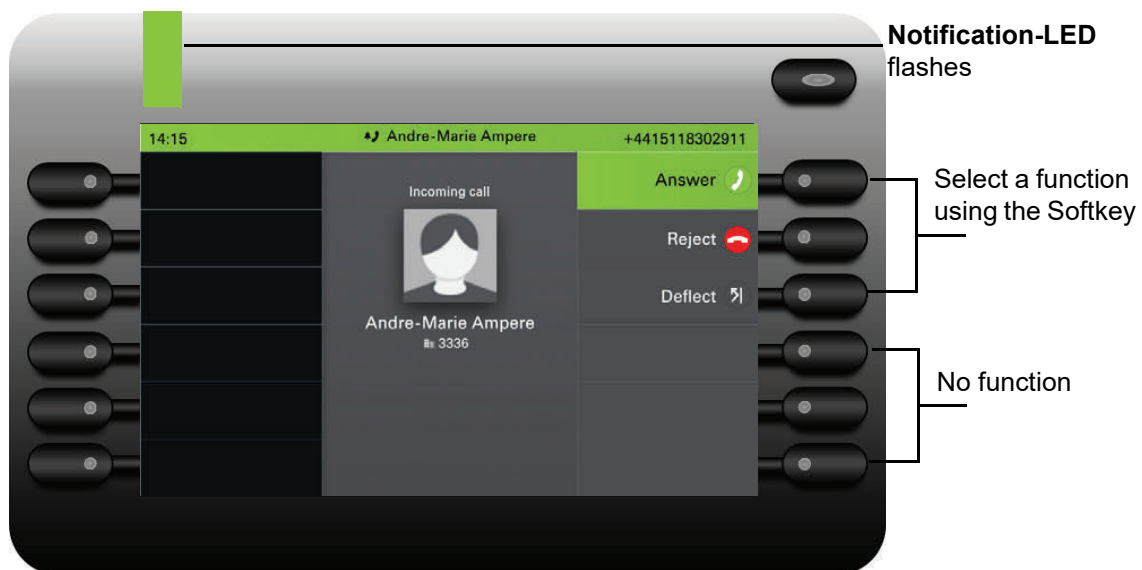 Notification-LED
flashes
14:15 Andre-Marie Ampere +4415118302911
Answer
Incoming call
Reject
Deflect
Andre-Marie Ampere
3336
Select a function
using the Softkey
No function